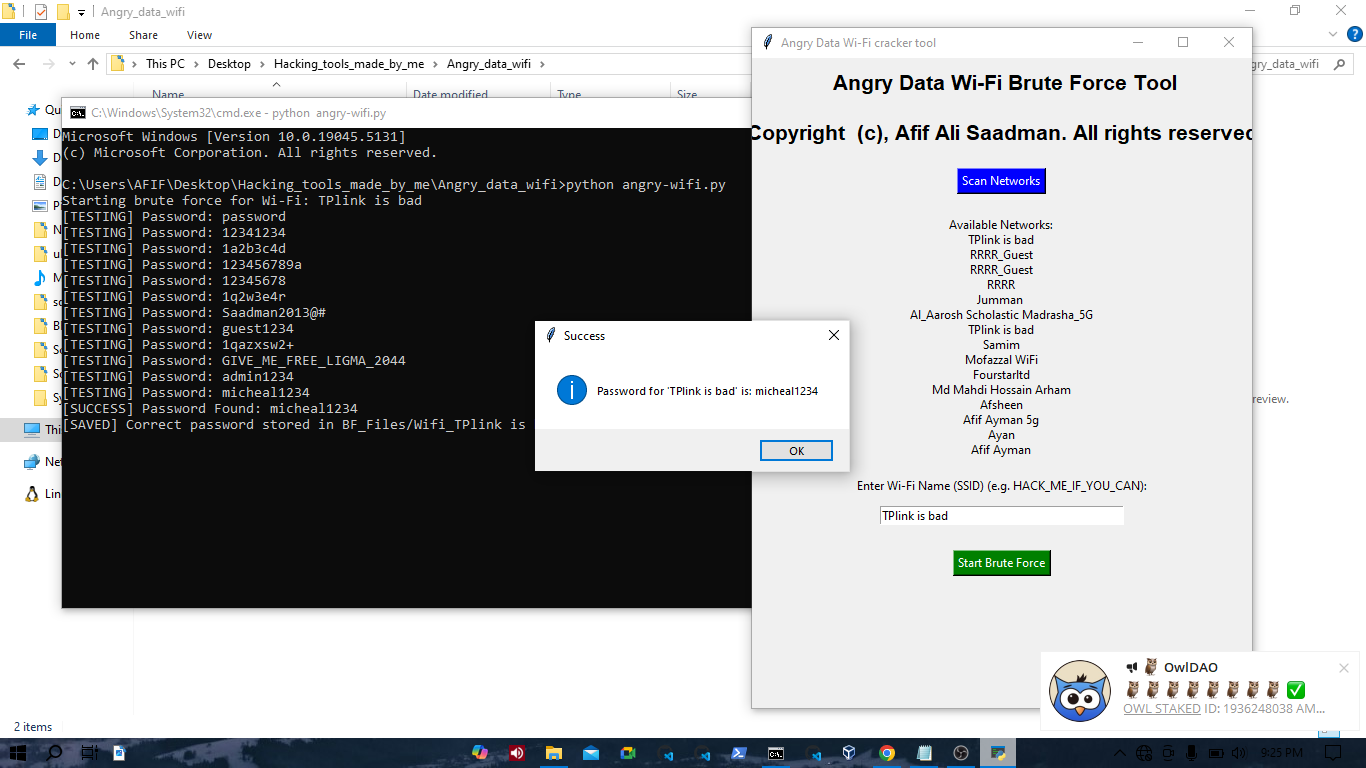 Angry_data_wifi
File Home Share View
This PC Desktop Hacking_tools_made_by_me Angry_data_wifi
Name Date modified Type Size
C:\Windows\System32\cmd.exe - python angry-wifi.py
Microsoft Windows [Version 10.0.19045.5131]
(c) Microsoft Corporation. All rights reserved.
C:\Users\AFIF\Desktop\Hacking_tools_made_by_me\Angry_data_wifi>python angry-wifi.py
Starting brute force for Wi-Fi: TPlink is bad
[TESTING] Password: password
[TESTING] Password: 12341234
[TESTING] Password: 1a2b3c4d
[TESTING] Password: 123456789a
[TESTING] Password: 12345678
[TESTING] Password: 1q2w3e4r
[TESTING] Password: Saadman2013@#
[TESTING] Password: guest1234
[TESTING] Password: 1qazxsw2+
[TESTING] Password: GIVE_ME_FREE_LIGMA_2044
[TESTING] Password: admin1234
[TESTING] Password: micheal1234
[SUCCESS] Password Found: micheal1234
[SAVED] Correct password stored in BF_Files/Wifi_TPlink is
Success
Password for 'TPlink is bad' is: micheal1234
OK
Angry Data Wi-Fi cracker tool
Angry Data Wi-Fi Brute Force Tool
Copyright (c), Afif Ali Saadman. All rights reserved
Scan Networks
Available Networks:
TPlink is bad
RRRR_Guest
RRRR_Guest
RRRR
Jumman
Al_Aarosh Scholastic Madrasha_5G
TPlink is bad
Samim
Mofazzal WiFi
Fourstarltd
Md Mahdi Hossain Arham
Afsheen
Afif Ayman 5g
Ayan
Afif Ayman
Enter Wi-Fi Name (SSID) (e.g. HACK_ME_IF_YOU_CAN):
TPlink is bad
Start Brute Force
OwlDAO
OWL STAKED ID: 1936248038 AM...
2 items
9:25 PM